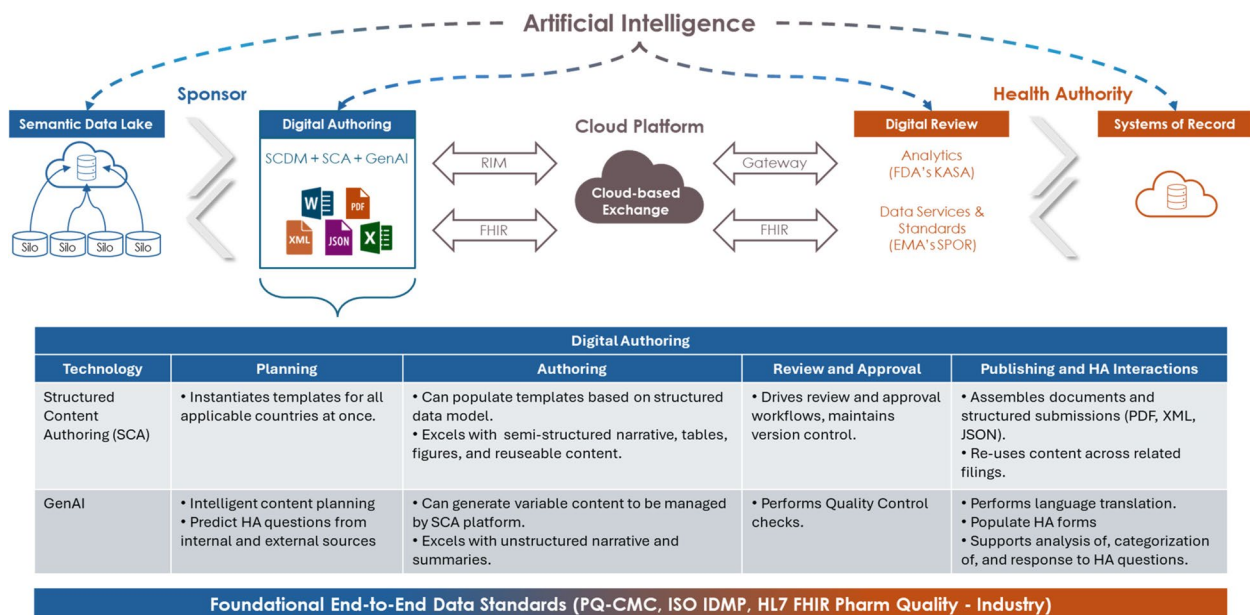 Artificial Intelligence
Sponsor
Health Authority
Semantic Data Lake
Digital Authoring
Cloud Platform
Digital Review
Systems of Record
SCDM + SCA + GenAI
RIM
Gateway
Analytics
(FDA's KASA)
W
PDF
Cloud-based
Exchange
XML
JSON
X
FHIR
FHIR
Data Services &
Standards
(EMA's SPOR)
Silo
Silo
Silo
Silo
Digital Authoring
Technology
Planning
Authoring
Review and Approval
Publishing and HA Interactions
Structured
Content
Authoring (SCA)
• Instantiates templates for all
applicable countries at once.
• Can populate templates based on structured
data model.
• Excels with semi-structured narrative, tables,
figures, and reuseable content.
• Drives review and approval
workflows, maintains
version control.
• Assembles documents and
structured submissions (PDF, XML,
JSON).
• Re-uses content across related
filings.
GenAI
• Intelligent content planning
• Predict HA questions from
internal and external sources
• Can generate variable content to be managed
by SCA platform.
• Excels with unstructured narrative and
summaries.
• Performs Quality Control
checks.
• Performs language translation.
• Populate HA forms
• Supports analysis of, categorization
of, and response to HA questions.
Foundational End-to-End Data Standards (PQ-CMC, ISO IDMP, HL7 FHIR Pharm Quality - Industry)